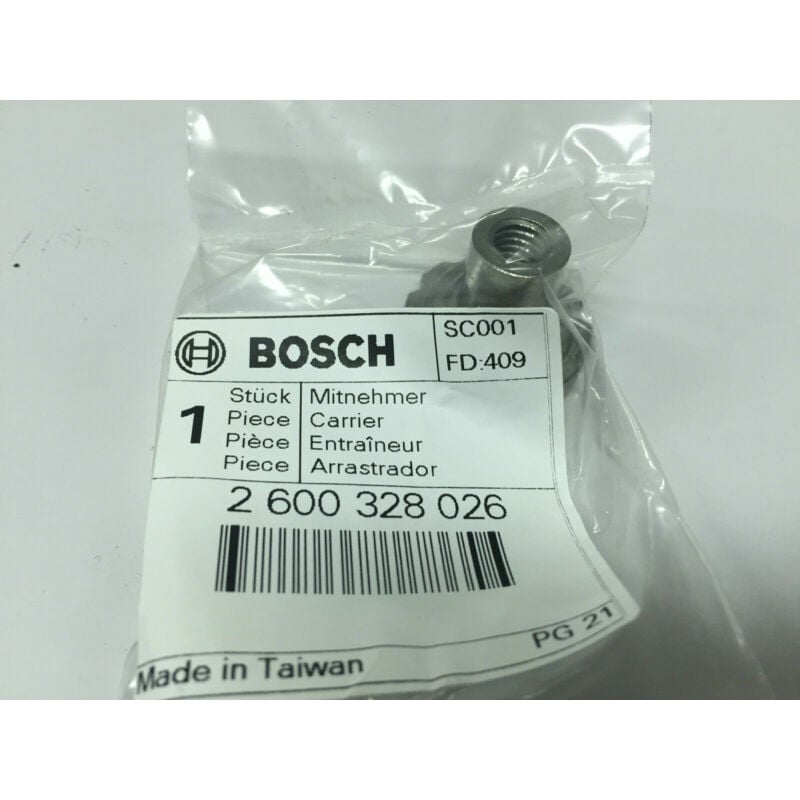 BOSCH
SC001
FD:409
1
Stück Mitnehmer
Piece Carrier
Pièce Entraîneur
Piece Arrastrador
2 600 328 026
PG 21
Made in Taiwan